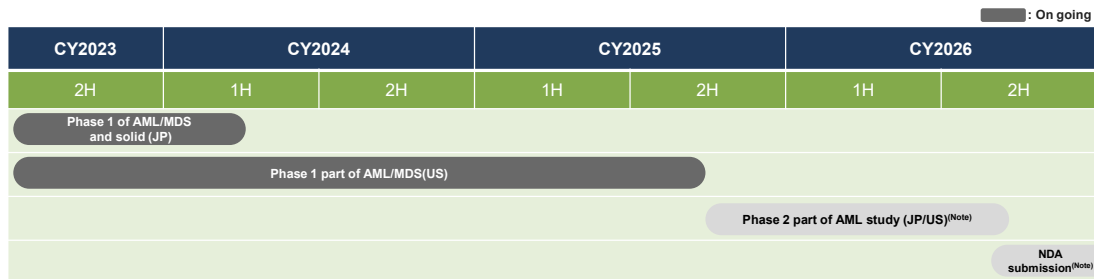 : On going
CY2023 CY2024 CY2025 CY2026
2H 1H 2H 1H 2H 1H 2H
Phase 1 of AML/MDS
and solid (JP)
Phase 1 part of AML/MDS(US)
Phase 2 part of AML study (JP/US)(Note)
NDA
submission(Note)